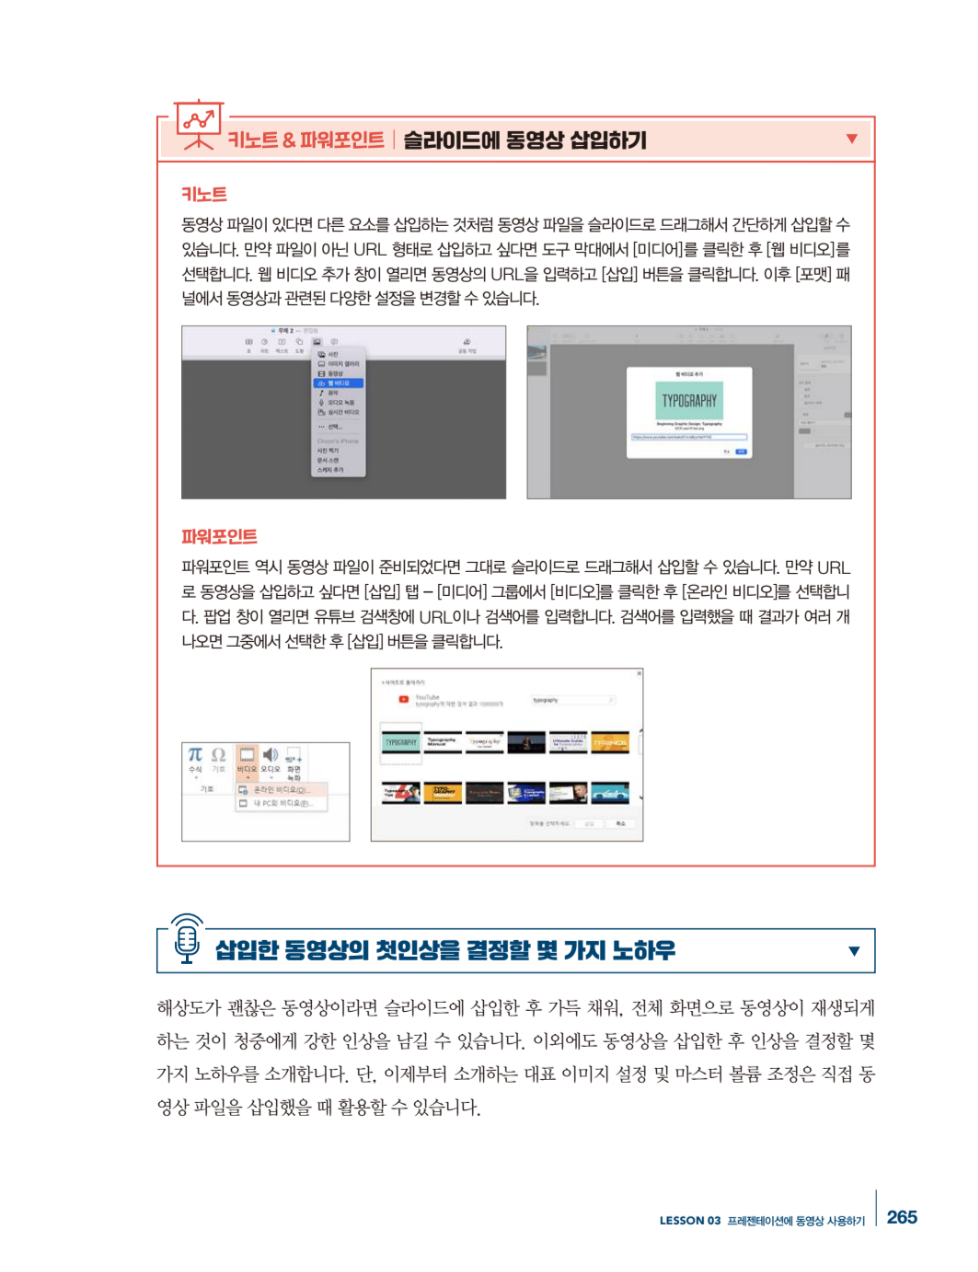 키노트 & 파워포인트 | 슬라이드에 동영상 삽입하기
키노트
동영상 파일이 있다면 다른 요소를 삽입하는 것처럼 동영상 파일을 슬라이드로 드래그해서 간단하게 삽입할 수
있습니다. 만약 파일이 아닌 URL 형태로 삽입하고 싶다면 도구 막대에서 [미디어]를 클릭한 후 [웹 비디오]를
선택합니다. 웹 비디오 추가 창이 열리면 동영상의 URL을 입력하고 [삽입] 버튼을 클릭합니다. 이후 [포맷] 패
널에서 동영상과 관련된 다양한 설정을 변경할 수 있습니다.
무제 2
표 차트 텍스트 도형
공동 작업
사진
이미지 갤러리
동영상
웹 비디오
음악
오디오 녹음
실시간 비디오
선택...
사진 찍기
문서 스캔
스케치 추가
웹 비디오 추가
TYPOGRAPHY
Beginning Graphic Design: Typography
파워포인트
파워포인트 역시 동영상 파일이 준비되었다면 그대로 슬라이드로 드래그해서 삽입할 수 있습니다. 만약 URL
로 동영상을 삽입하고 싶다면 [삽입] 탭 – [미디어] 그룹에서 [비디오]를 클릭한 후 [온라인 비디오]를 선택합니
다. 팝업 창이 열리면 유튜브 검색창에 URL이나 검색어를 입력합니다. 검색어를 입력했을 때 결과가 여러 개
나오면 그중에서 선택한 후 [삽입] 버튼을 클릭합니다.
YouTube
typography
TYPOGRAPHY
π Ω
수식 기호 비디오 오디오 화면
녹화
기호
온라인 비디오(O)...
내 PC의 비디오(P)...
삽입 취소
삽입한 동영상의 첫인상을 결정할 몇 가지 노하우
해상도가 괜찮은 동영상이라면 슬라이드에 삽입한 후 가득 채워, 전체 화면으로 동영상이 재생되게
하는 것이 청중에게 강한 인상을 남길 수 있습니다. 이외에도 동영상을 삽입한 후 인상을 결정할 몇
가지 노하우를 소개합니다. 단, 이제부터 소개하는 대표 이미지 설정 및 마스터 볼륨 조정은 직접 동
영상 파일을 삽입했을 때 활용할 수 있습니다.
LESSON 03 프레젠테이션에 동영상 사용하기 265